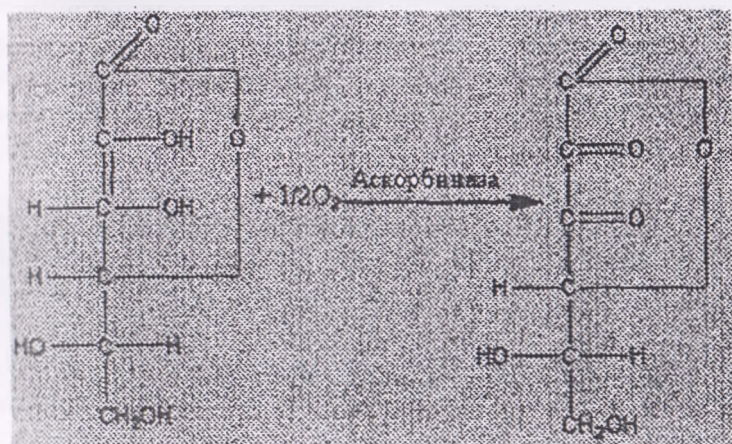 O O
C C
C—OH O C=O O
H—C—OH + 1/2O₂ Аскорбиназа C=O
H—C H—C
HO—C—H HO—C—H
CH₂OH CH₂OH